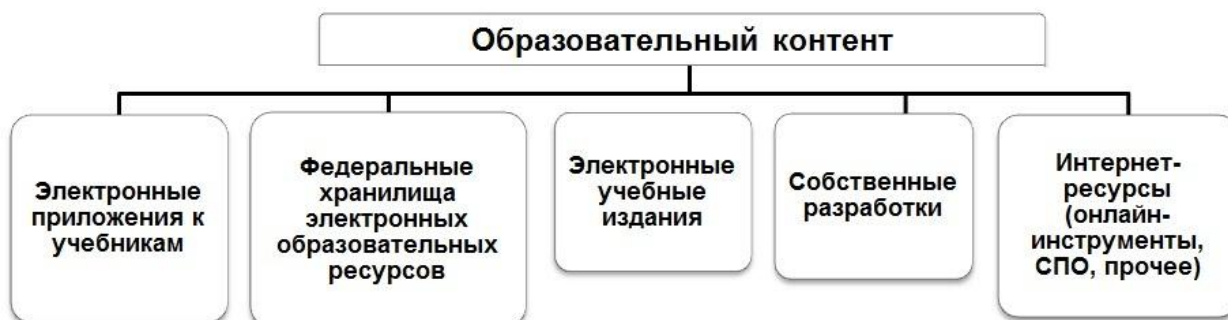 Образовательный контент
Электронные
приложения к
учебникам
Федеральные
хранилища
электронных
образовательных
ресурсов
Электронные
учебные
издания
Собственные
разработки
Интернет-
ресурсы
(онлайн-
инструменты,
СПО, прочее)